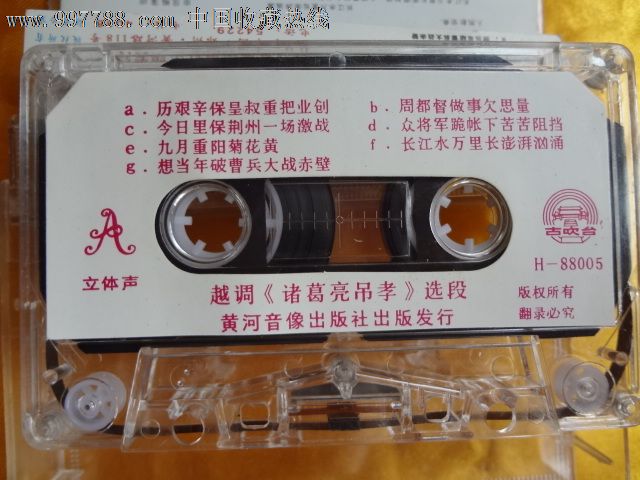 www.997788.com 中国收藏热线
a．历艰辛保皇叔重把业创
b．周都督做事欠思量
c．今日里保荆州一场激战
d．众将军跪帐下苦苦阻挡
e．九月重阳菊花黄
f．长江水万里长澎湃汹涌
g．想当年破曹兵大战赤壁
A
立体声
古吹台
H-88005
越调《诸葛亮吊孝》选段
版权所有
黄河音像出版社出版发行
翻录必究